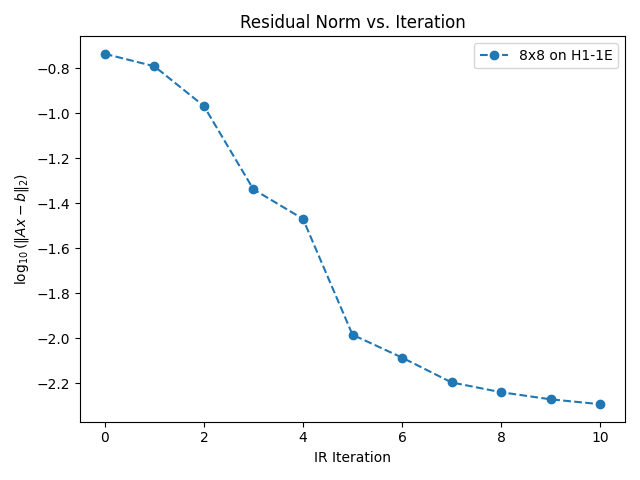 Residual Norm vs. Iteration
8x8 on H1-1E
log₁₀(‖Ax − b‖₂)
−0.8
−1.0
−1.2
−1.4
−1.6
−1.8
−2.0
−2.2
0 2 4 6 8 10
IR Iteration